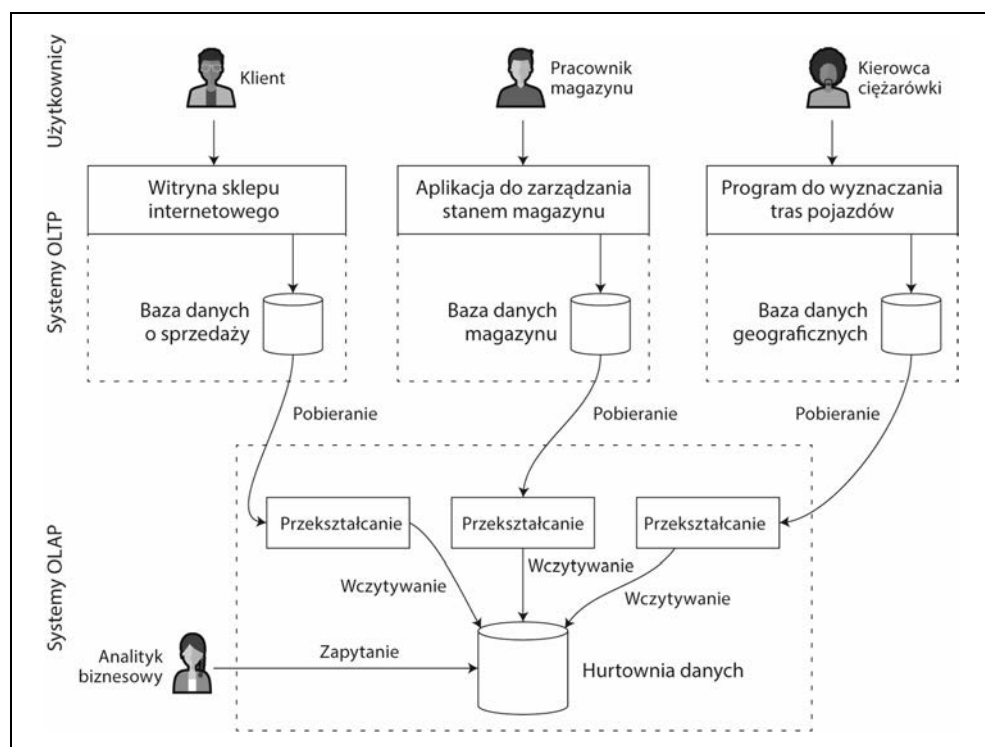 Użytkownicy
Klient
Pracownik
magazynu
Kierowca
ciężarówki
Systemy OLTP
Witryna sklepu
internetowego
Aplikacja do zarządzania
stanem magazynu
Program do wyznaczania
tras pojazdów
Baza danych
o sprzedaży
Baza danych
magazynu
Baza danych
geograficznych
Pobieranie
Pobieranie
Pobieranie
Systemy OLAP
Przekształcanie
Przekształcanie
Przekształcanie
Wczytywanie
Wczytywanie
Wczytywanie
Analityk
biznesowy
Zapytanie
Hurtownia danych